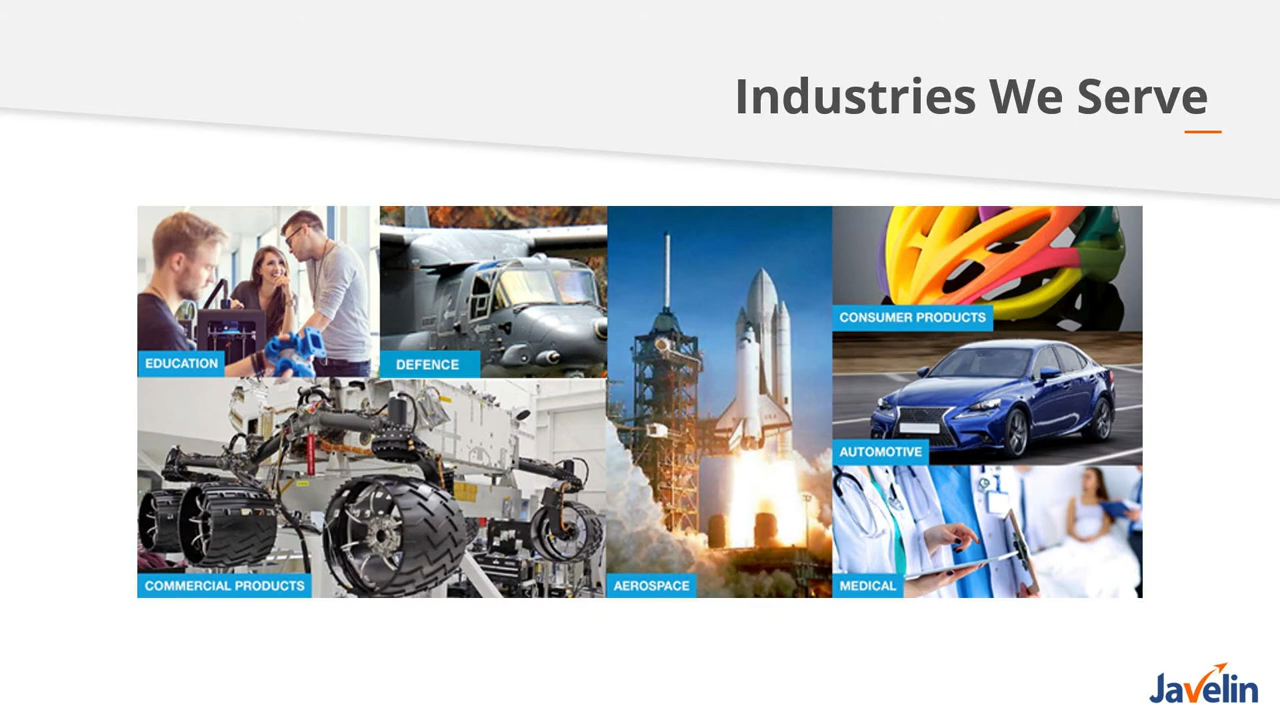 Industries We Serve
EDUCATION
DEFENCE
CONSUMER PRODUCTS
AUTOMOTIVE
COMMERCIAL PRODUCTS
AEROSPACE
MEDICAL
Javelin